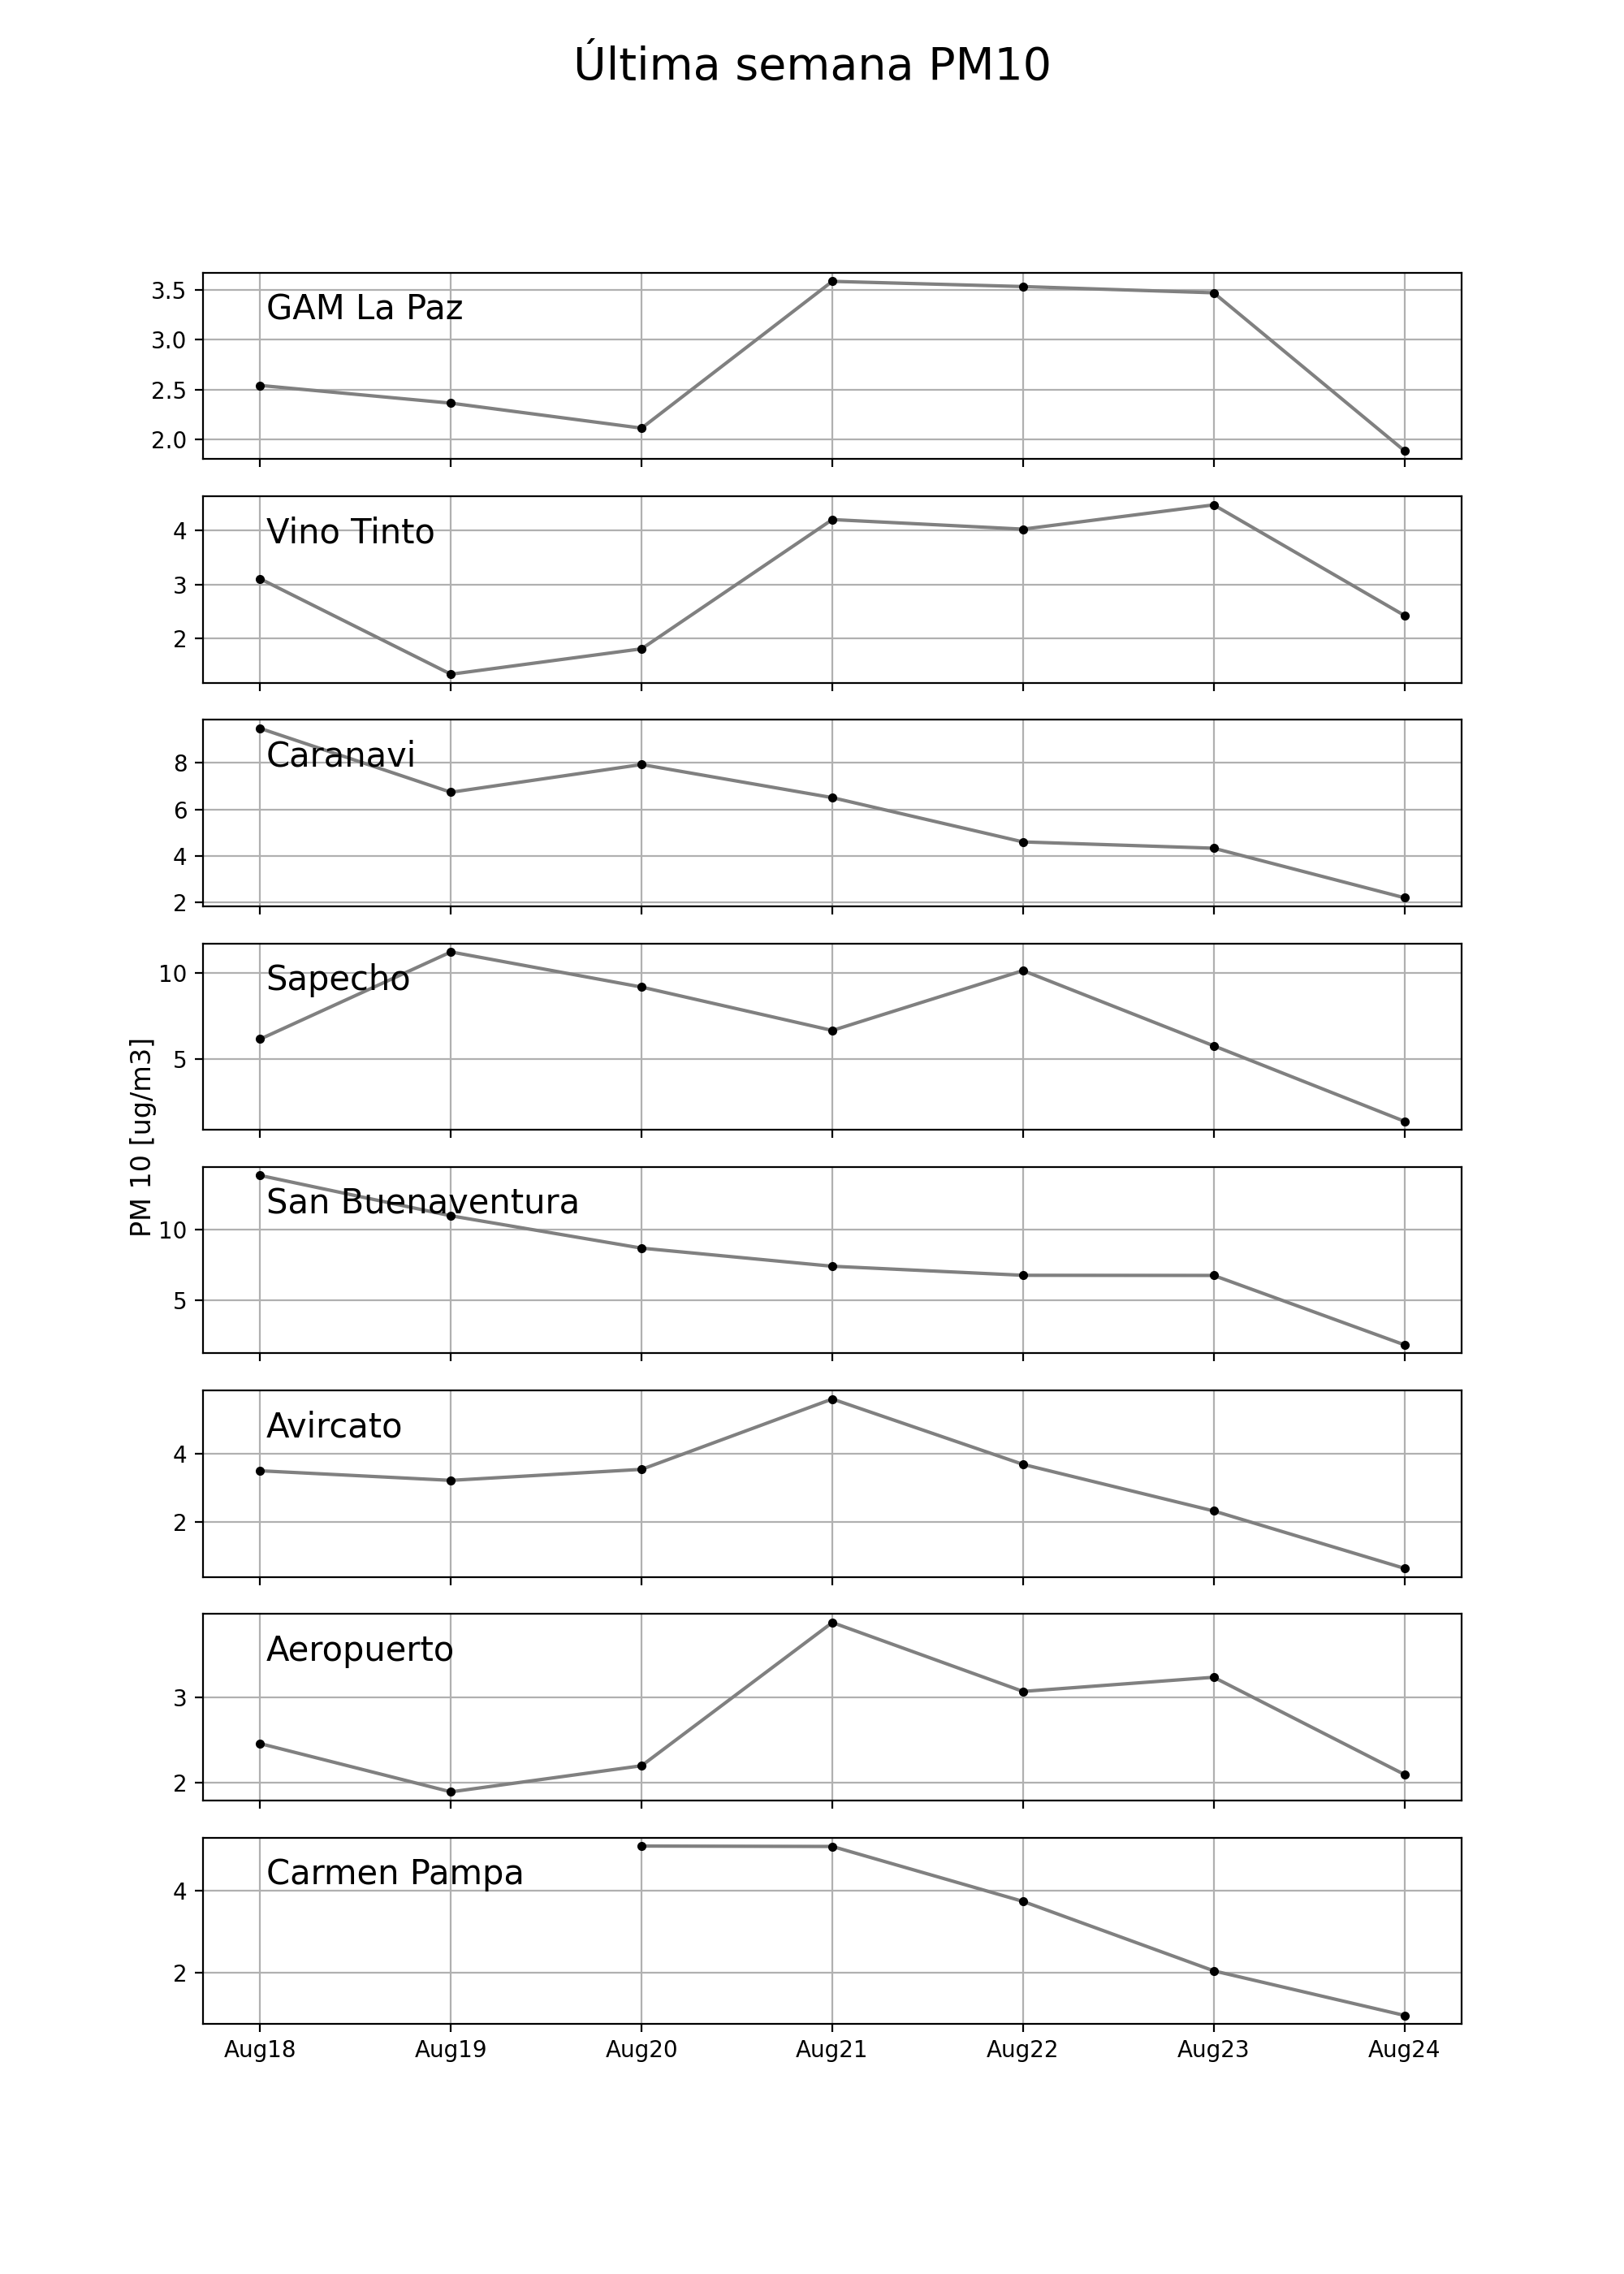 Última semana PM10
GAM La Paz
3.5
3.0
2.5
2.0
Vino Tinto
4
3
2
Caranavi
8
6
4
2
Sapecho
10
5
PM 10 [ug/m3]
San Buenaventura
10
5
Avircato
4
2
Aeropuerto
3
2
Carmen Pampa
4
2
Aug18 Aug19 Aug20 Aug21 Aug22 Aug23 Aug24